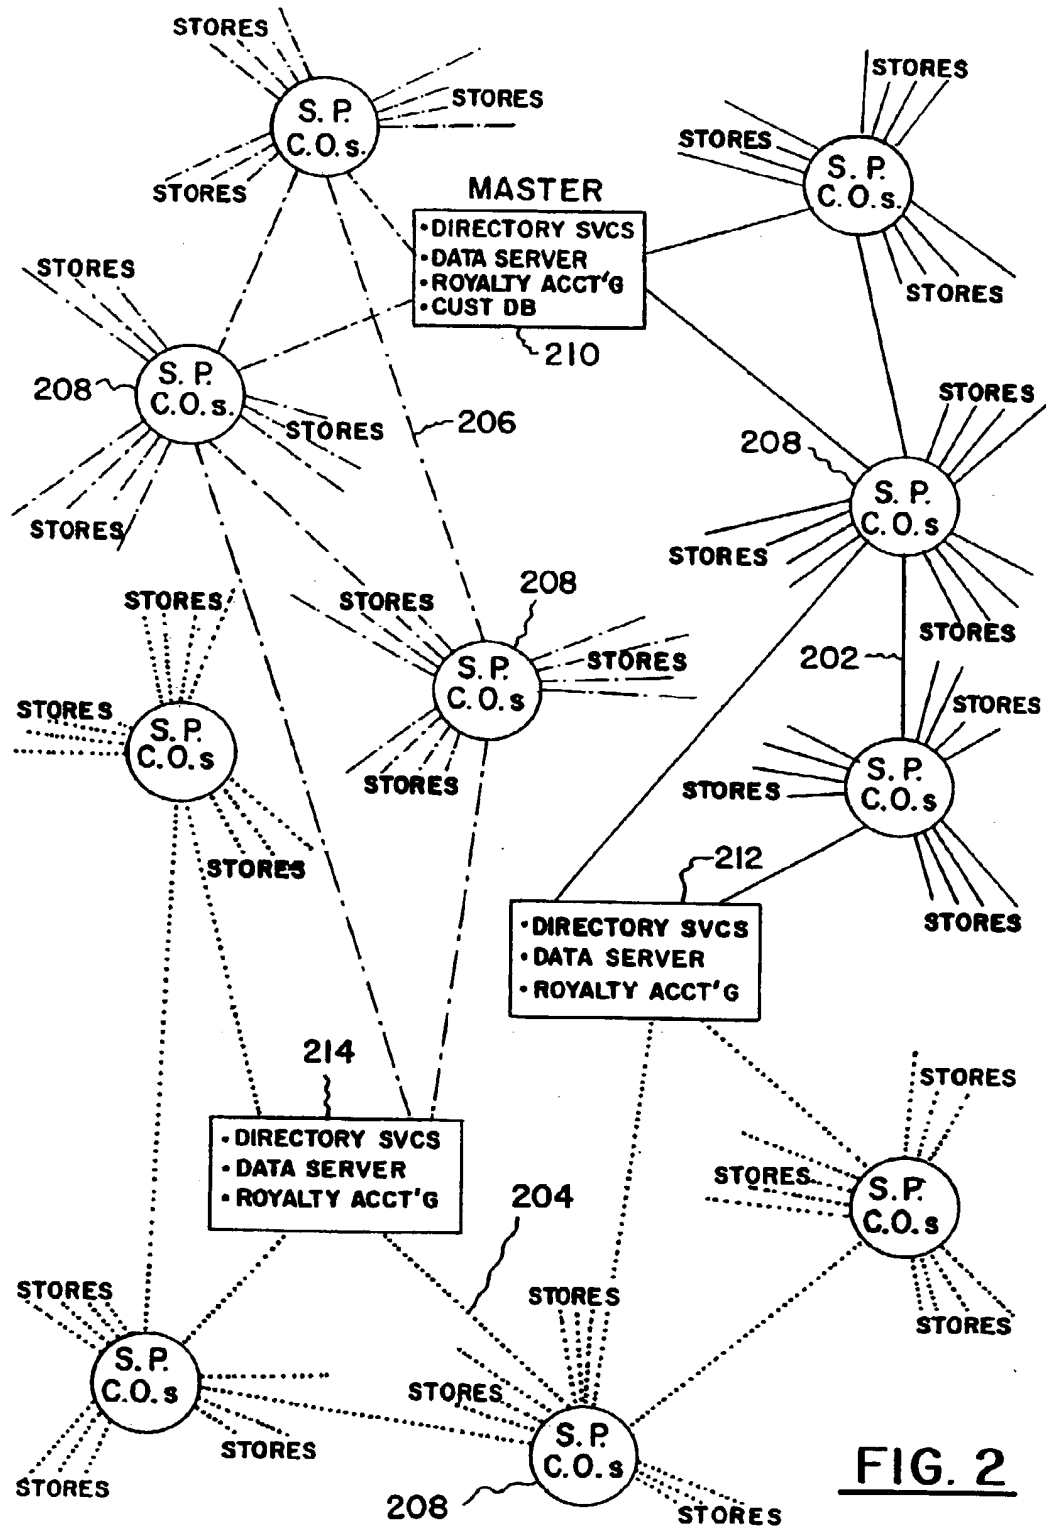 STORES
S. P.
C.O.s.
STORES
STORES
STORES
STORES
S. P.
C.O.s.
STORES
MASTER
•DIRECTORY SVCS
•DATA SERVER
•ROYALTY ACCT'G
•CUST DB
210
STORES
208
S. P.
C.O.s.
STORES
STORES
206
STORES
208
S. P.
C.O.s
STORES
STORES
202
STORES
S. P.
C.O.s
STORES
208
STORES
STORES
S. P.
C.O.s
STORES
STORES
STORES
S. P.
C.O.s
STORES
STORES
STORES
212
•DIRECTORY SVCS
•DATA SERVER
•ROYALTY ACCT'G
214
•DIRECTORY SVCS
•DATA SERVER
•ROYALTY ACCT'G
204
STORES
STORES
S. P.
C.O.s
STORES
STORES
S. P.
C.O.s
STORES
STORES
STORES
STORES
S. P.
C.O.s
208
STORES
FIG. 2